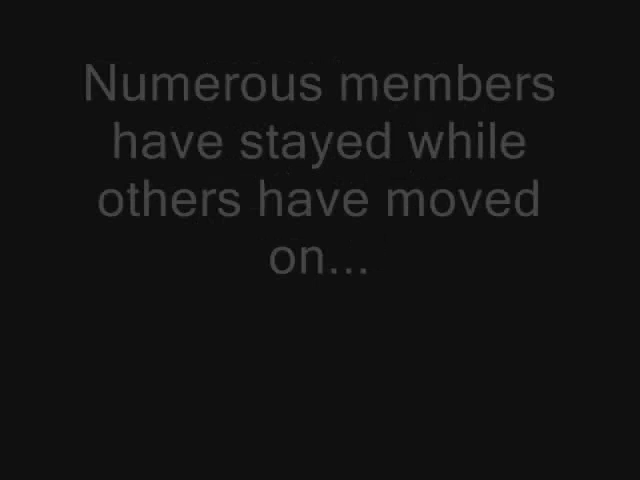 Numerous members
have stayed while
others have moved
on...